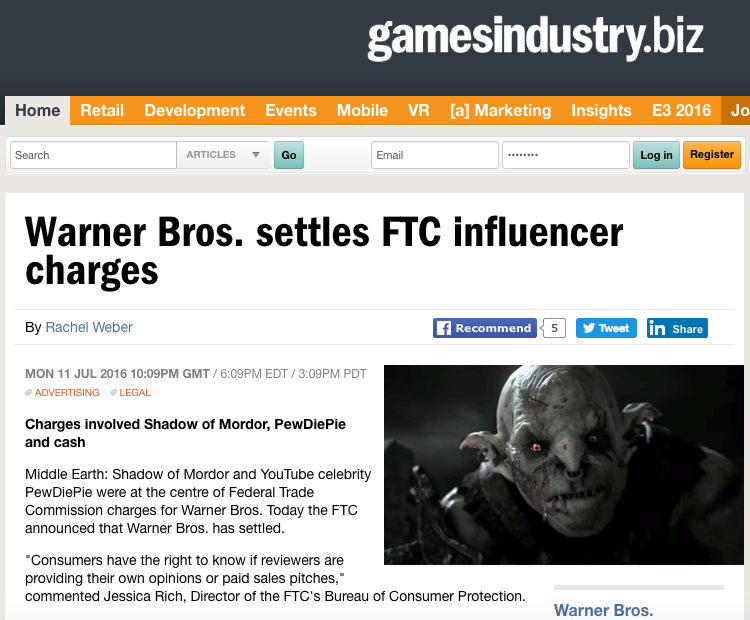 gamesindustry.biz
Home Retail Development Events Mobile VR [a] Marketing Insights E3 2016 Jo
Search ARTICLES Go Email •••••••• Log in Register
Warner Bros. settles FTC influencer
charges
By Rachel Weber
Recommend 5 Tweet in Share
MON 11 JUL 2016 10:09PM GMT / 6:09PM EDT / 3:09PM PDT
ADVERTISING LEGAL
Charges involved Shadow of Mordor, PewDiePie
and cash
Middle Earth: Shadow of Mordor and YouTube celebrity
PewDiePie were at the centre of Federal Trade
Commission charges for Warner Bros. Today the FTC
announced that Warner Bros. has settled.
"Consumers have the right to know if reviewers are
providing their own opinions or paid sales pitches,"
commented Jessica Rich, Director of the FTC's Bureau of Consumer Protection.
Warner Bros.